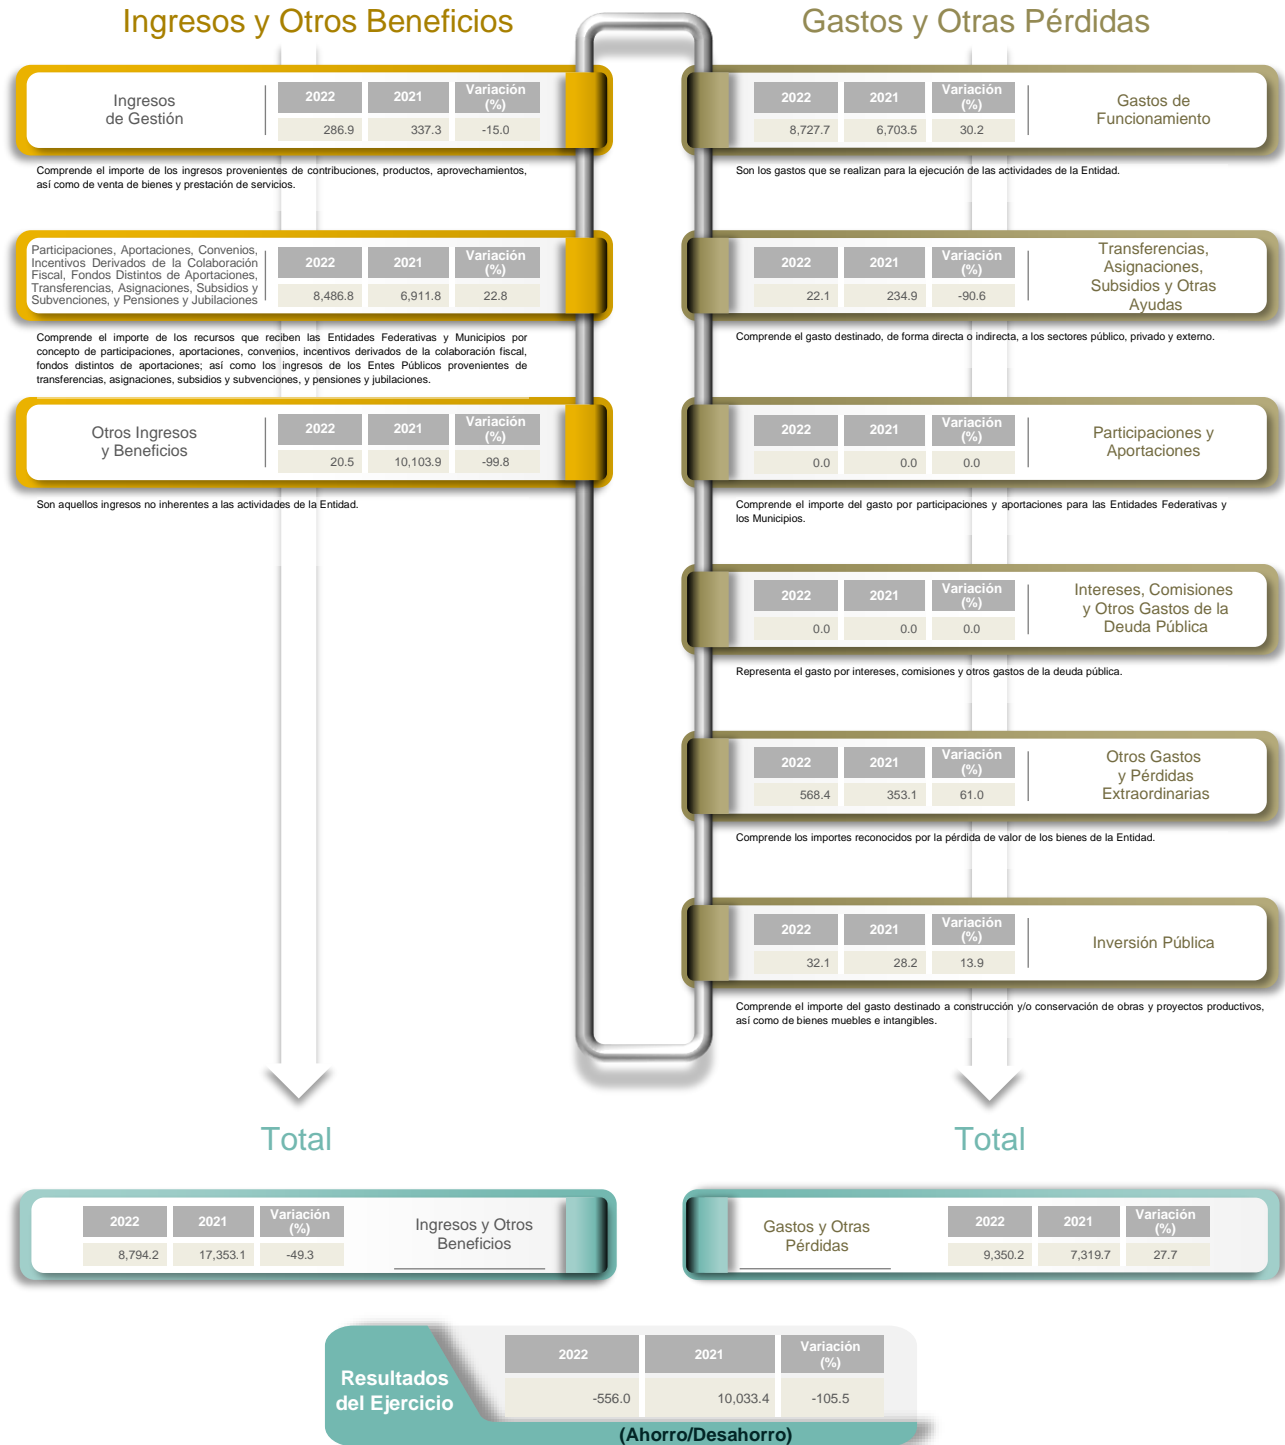 Ingresos y Otros Beneficios
Ingresos
de Gestión
2022 2021 Variación
(%)
286.9 337.3 -15.0
Comprende el importe de los ingresos provenientes de contribuciones, productos, aprovechamientos,
así como de venta de bienes y prestación de servicios.
Participaciones, Aportaciones, Convenios,
Incentivos Derivados de la Colaboración
Fiscal, Fondos Distintos de Aportaciones,
Transferencias, Asignaciones, Subsidios y
Subvenciones, y Pensiones y Jubilaciones
2022 2021 Variación
(%)
8,486.8 6,911.8 22.8
Comprende el importe de los recursos que reciben las Entidades Federativas y Municipios por
concepto de participaciones, aportaciones, convenios, incentivos derivados de la colaboración fiscal,
fondos distintos de aportaciones; así como los ingresos de los Entes Públicos provenientes de
transferencias, asignaciones, subsidios y subvenciones, y pensiones y jubilaciones.
Otros Ingresos
y Beneficios
2022 2021 Variación
(%)
20.5 10,103.9 -99.8
Son aquellos ingresos no inherentes a las actividades de la Entidad.
Gastos y Otras Pérdidas
2022 2021 Variación
(%)
8,727.7 6,703.5 30.2
Gastos de
Funcionamiento
Son los gastos que se realizan para la ejecución de las actividades de la Entidad.
2022 2021 Variación
(%)
22.1 234.9 -90.6
Transferencias,
Asignaciones,
Subsidios y Otras
Ayudas
Comprende el gasto destinado, de forma directa o indirecta, a los sectores público, privado y externo.
2022 2021 Variación
(%)
0.0 0.0 0.0
Participaciones y
Aportaciones
Comprende el importe del gasto por participaciones y aportaciones para las Entidades Federativas y
los Municipios.
2022 2021 Variación
(%)
0.0 0.0 0.0
Intereses, Comisiones
y Otros Gastos de la
Deuda Pública
Representa el gasto por intereses, comisiones y otros gastos de la deuda pública.
2022 2021 Variación
(%)
568.4 353.1 61.0
Otros Gastos
y Pérdidas
Extraordinarias
Comprende los importes reconocidos por la pérdida de valor de los bienes de la Entidad.
2022 2021 Variación
(%)
32.1 28.2 13.9
Inversión Pública
Comprende el importe del gasto destinado a construcción y/o conservación de obras y proyectos productivos,
así como de bienes muebles e intangibles.
Total
2022 2021 Variación
(%)
8,794.2 17,353.1 -49.3
Ingresos y Otros
Beneficios
Total
Gastos y Otras
Pérdidas
2022 2021 Variación
(%)
9,350.2 7,319.7 27.7
Resultados
del Ejercicio
2022 2021 Variación
(%)
-556.0 10,033.4 -105.5
(Ahorro/Desahorro)